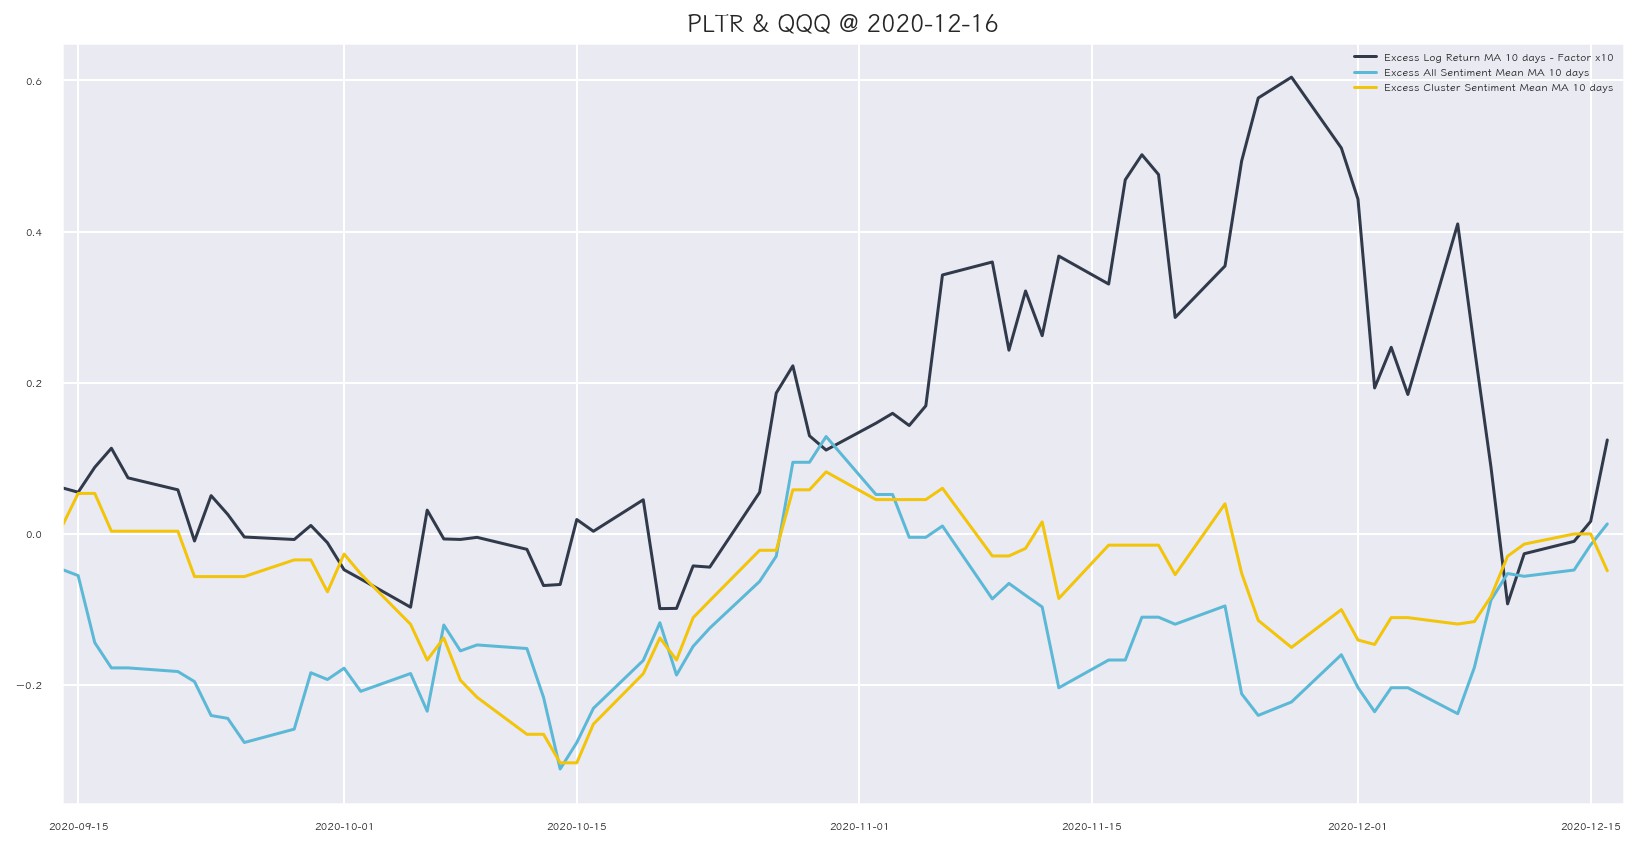 PLTR & QQQ @ 2020-12-16
Excess Log Return MA 10 days - Factor x10
Excess All Sentiment Mean MA 10 days
Excess Cluster Sentiment Mean MA 10 days
0.6
0.4
0.2
0.0
−0.2
2020-09-15 2020-10-01 2020-10-15 2020-11-01 2020-11-15 2020-12-01 2020-12-15